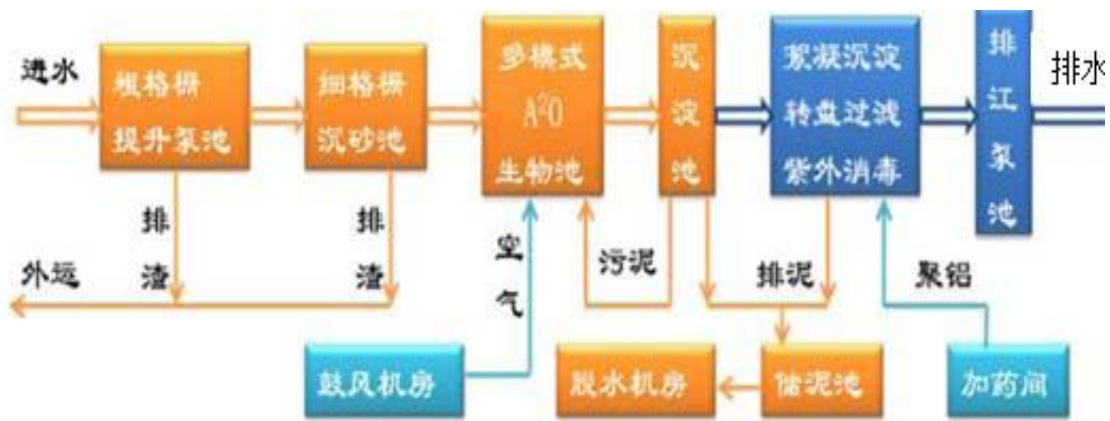 进水
粗格栅
提升泵池
细格栅
沉砂池
多模式
A²O
生物池
沉淀池
絮凝沉淀
转盘过滤
紫外消毒
排江泵池
排水
排渣
排渣
外运
空气
污泥
排泥
聚铝
鼓风机房
脱水机房
储泥池
加药间